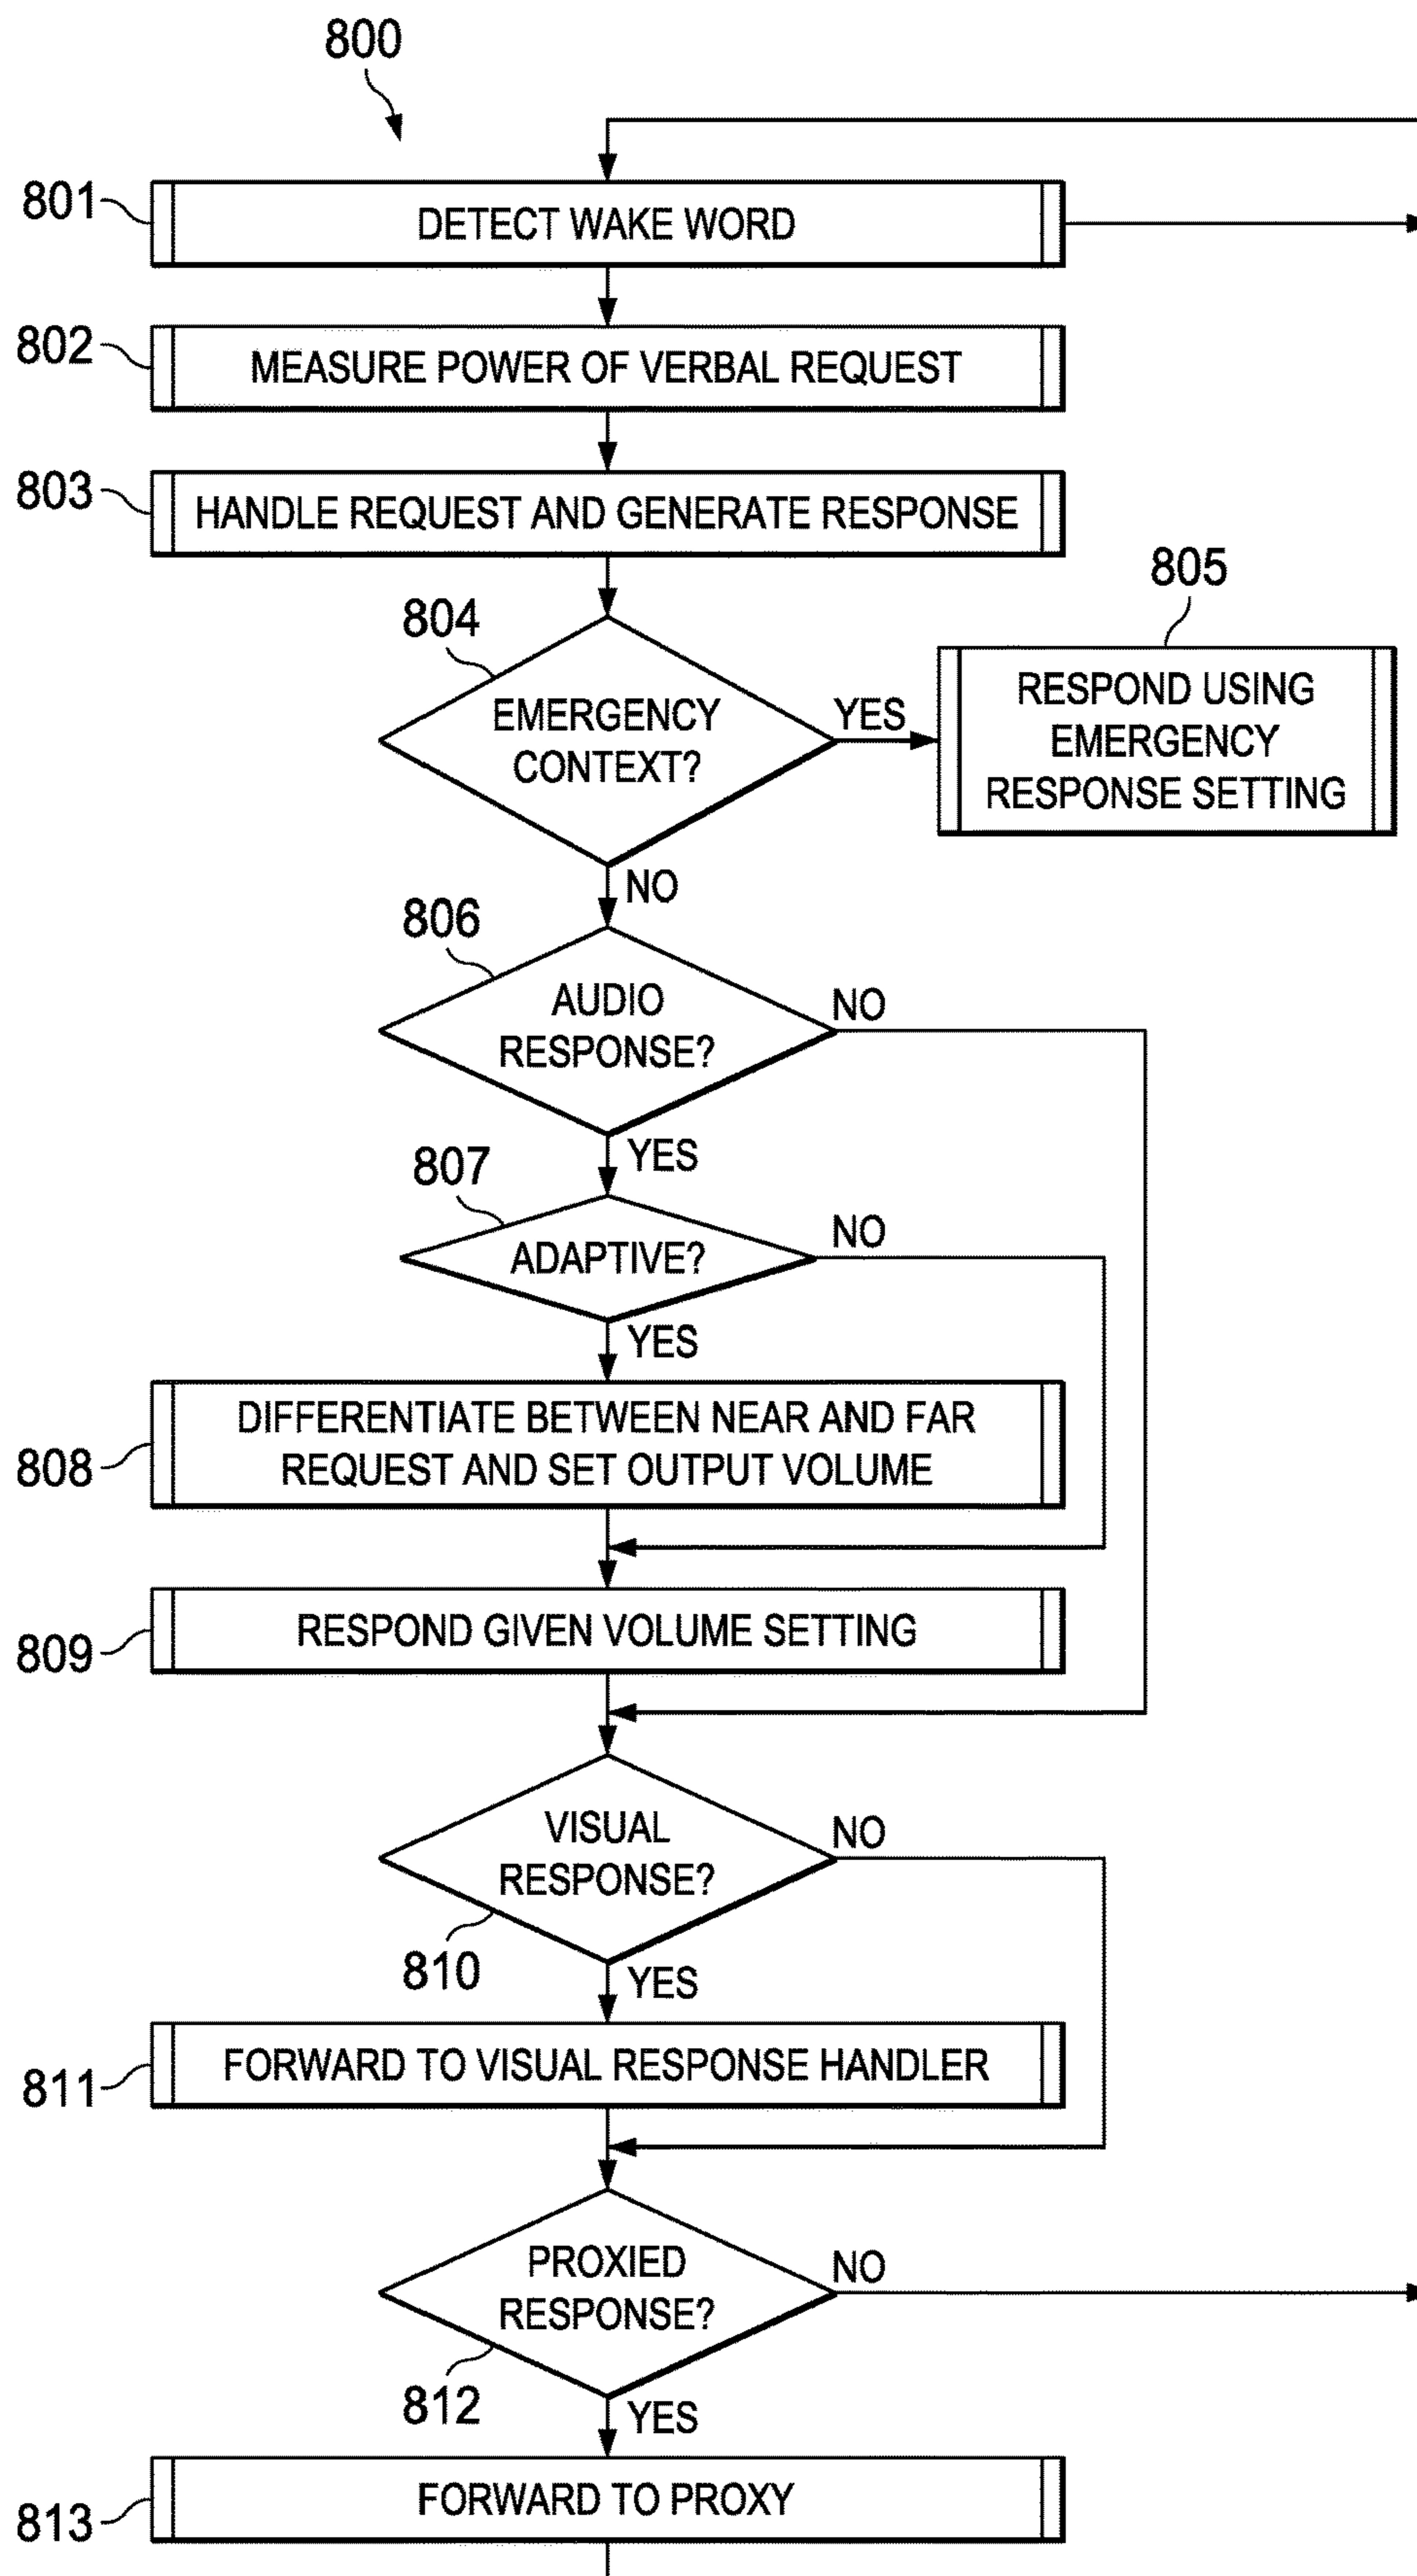 800
801
DETECT WAKE WORD
802
MEASURE POWER OF VERBAL REQUEST
803
HANDLE REQUEST AND GENERATE RESPONSE
804
EMERGENCY
CONTEXT?
YES
805
RESPOND USING
EMERGENCY
RESPONSE SETTING
NO
806
AUDIO
RESPONSE?
NO
YES
807
ADAPTIVE?
NO
YES
808
DIFFERENTIATE BETWEEN NEAR AND FAR
REQUEST AND SET OUTPUT VOLUME
809
RESPOND GIVEN VOLUME SETTING
VISUAL
RESPONSE?
NO
810
YES
811
FORWARD TO VISUAL RESPONSE HANDLER
PROXIED
RESPONSE?
NO
812
YES
813
FORWARD TO PROXY